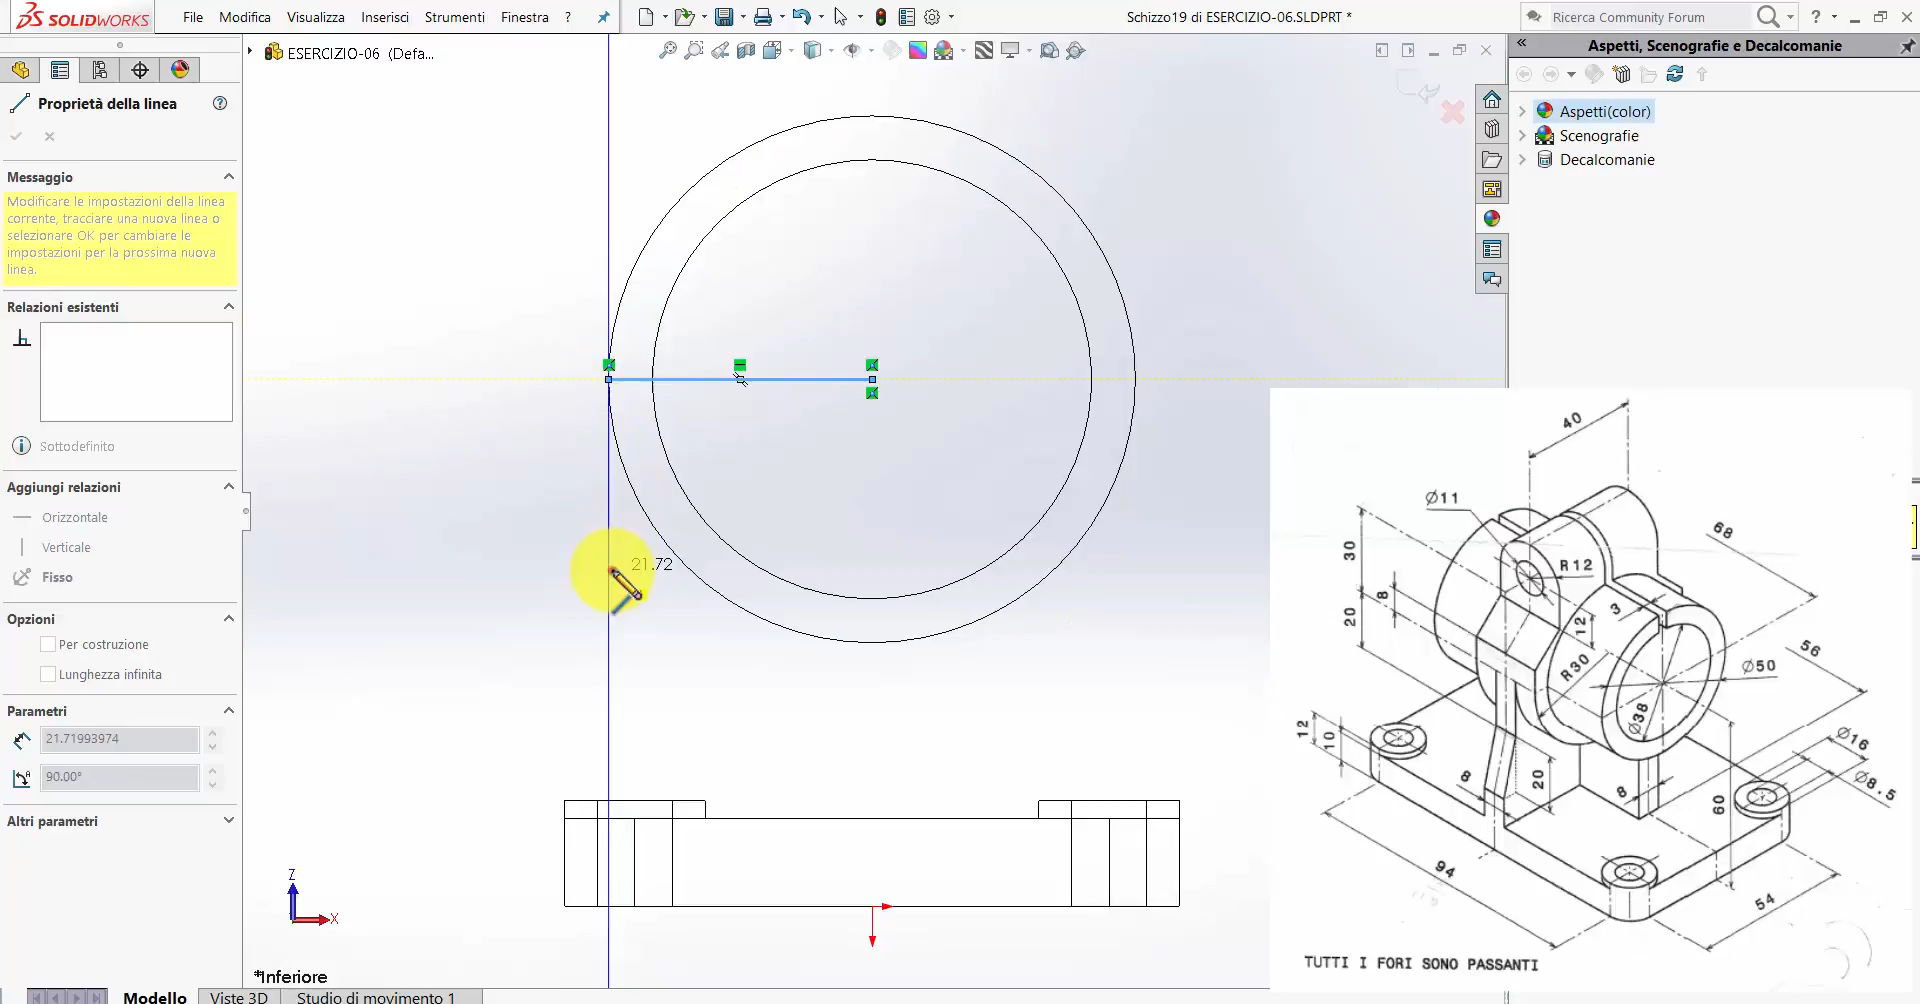 SOLIDWORKS
File Modifica Visualizza Inserisci Strumenti Finestra ?
Schizzo19 di ESERCIZIO-06.SLDPRT *
Ricerca Community Forum
?
ESERCIZIO-06 (Defa...
Aspetti, Scenografie e Decalcomanie
Proprietà della linea
Messaggio
Modificare le impostazioni della linea
corrente, tracciare una nuova linea o
selezionare OK per cambiare le
impostazioni per la prossima nuova
linea.
Relazioni esistenti
Sottodefinito
Aggiungi relazioni
Orizzontale
Verticale
Fisso
Opzioni
Per costruzione
Lunghezza infinita
Parametri
21.71993974
90.00°
Altri parametri
Aspetti(color)
Scenografie
Decalcomanie
21.72
Z
X
*Inferiore
40
Ø11
68
30
R12
8
3
20
12
56
R30
Ø50
Ø38
12
10
Ø16
8
20
8
60
Ø8.5
94
54
TUTTI I FORI SONO PASSANTI
Modello Viste 3D Studio di movimento 1